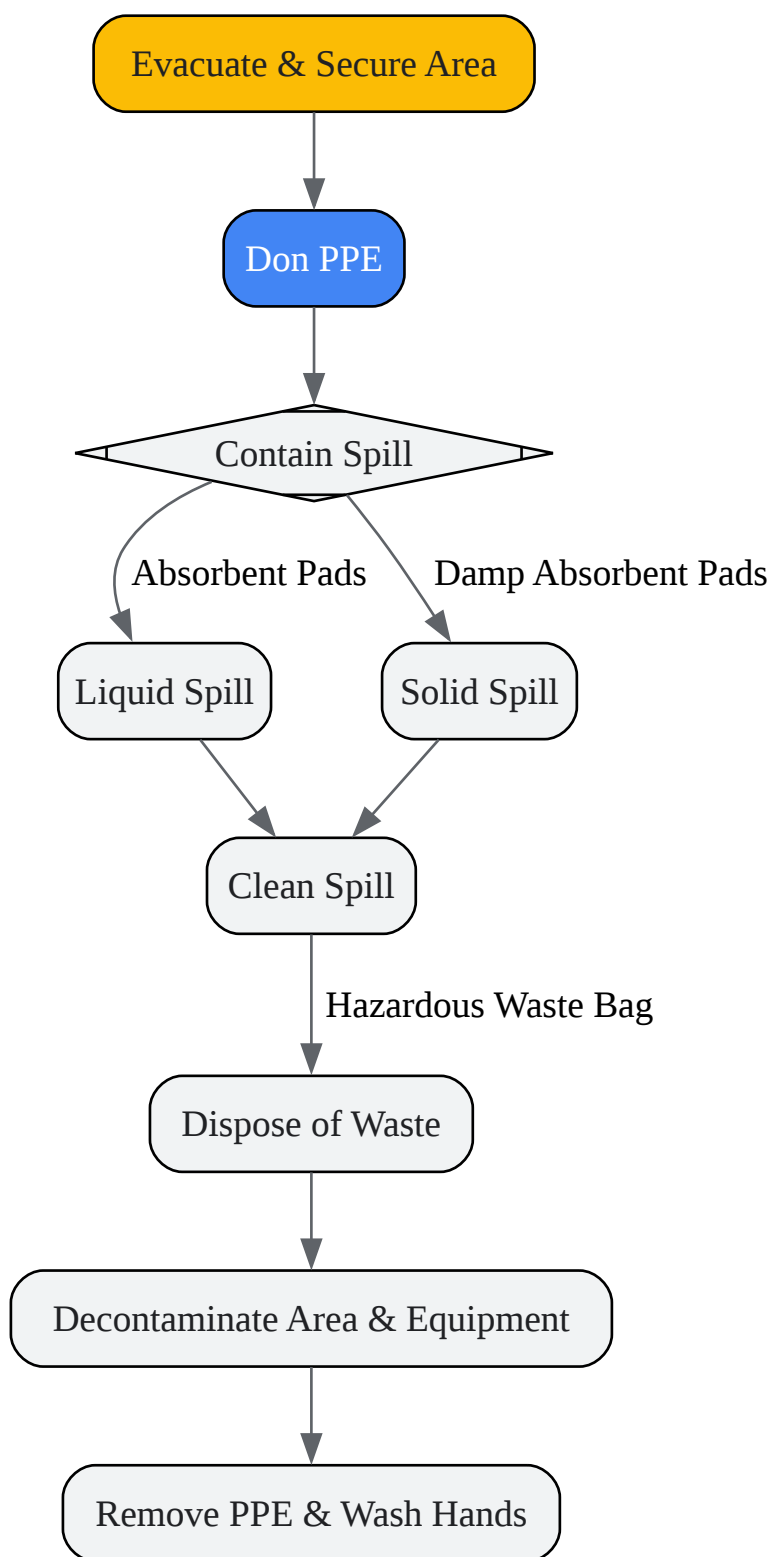 Evacuate & Secure Area
Don PPE
Contain Spill
Absorbent Pads
Damp Absorbent Pads
Liquid Spill
Solid Spill
Clean Spill
Hazardous Waste Bag
Dispose of Waste
Decontaminate Area & Equipment
Remove PPE & Wash Hands